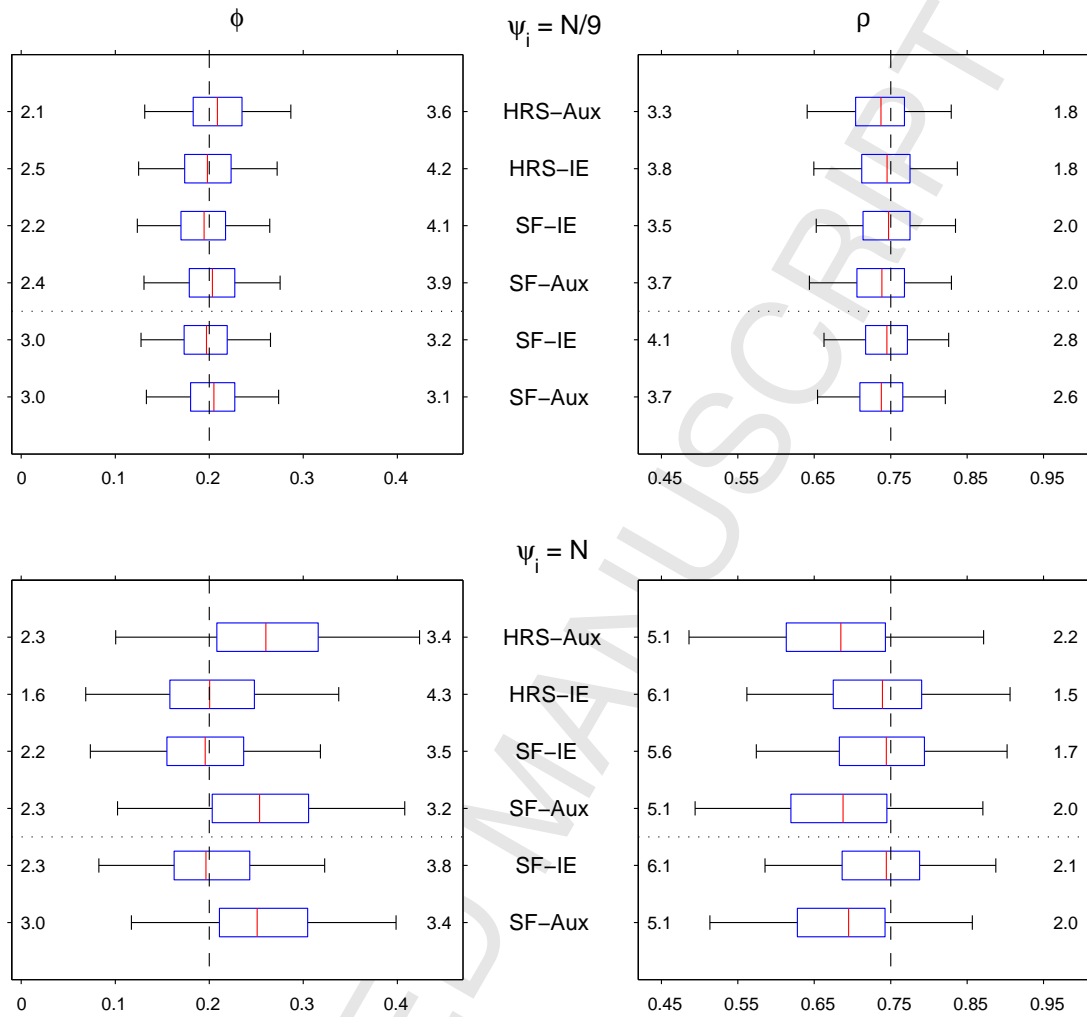 ϕ ψi = N/9 ρ
2.1 3.6 HRS-Aux 3.3 1.8
2.5 4.2 HRS-IE 3.8 1.8
2.2 4.1 SF-IE 3.5 2.0
2.4 3.9 SF-Aux 3.7 2.0
3.0 3.2 SF-IE 4.1 2.8
3.0 3.1 SF-Aux 3.7 2.6
0 0.1 0.2 0.3 0.4 0.45 0.55 0.65 0.75 0.85 0.95
ψi = N
2.3 3.4 HRS-Aux 5.1 2.2
1.6 4.3 HRS-IE 6.1 1.5
2.2 3.5 SF-IE 5.6 1.7
2.3 3.2 SF-Aux 5.1 2.0
2.3 3.8 SF-IE 6.1 2.1
3.0 3.4 SF-Aux 5.1 2.0
0 0.1 0.2 0.3 0.4 0.45 0.55 0.65 0.75 0.85 0.95
D MANUSCRIPT